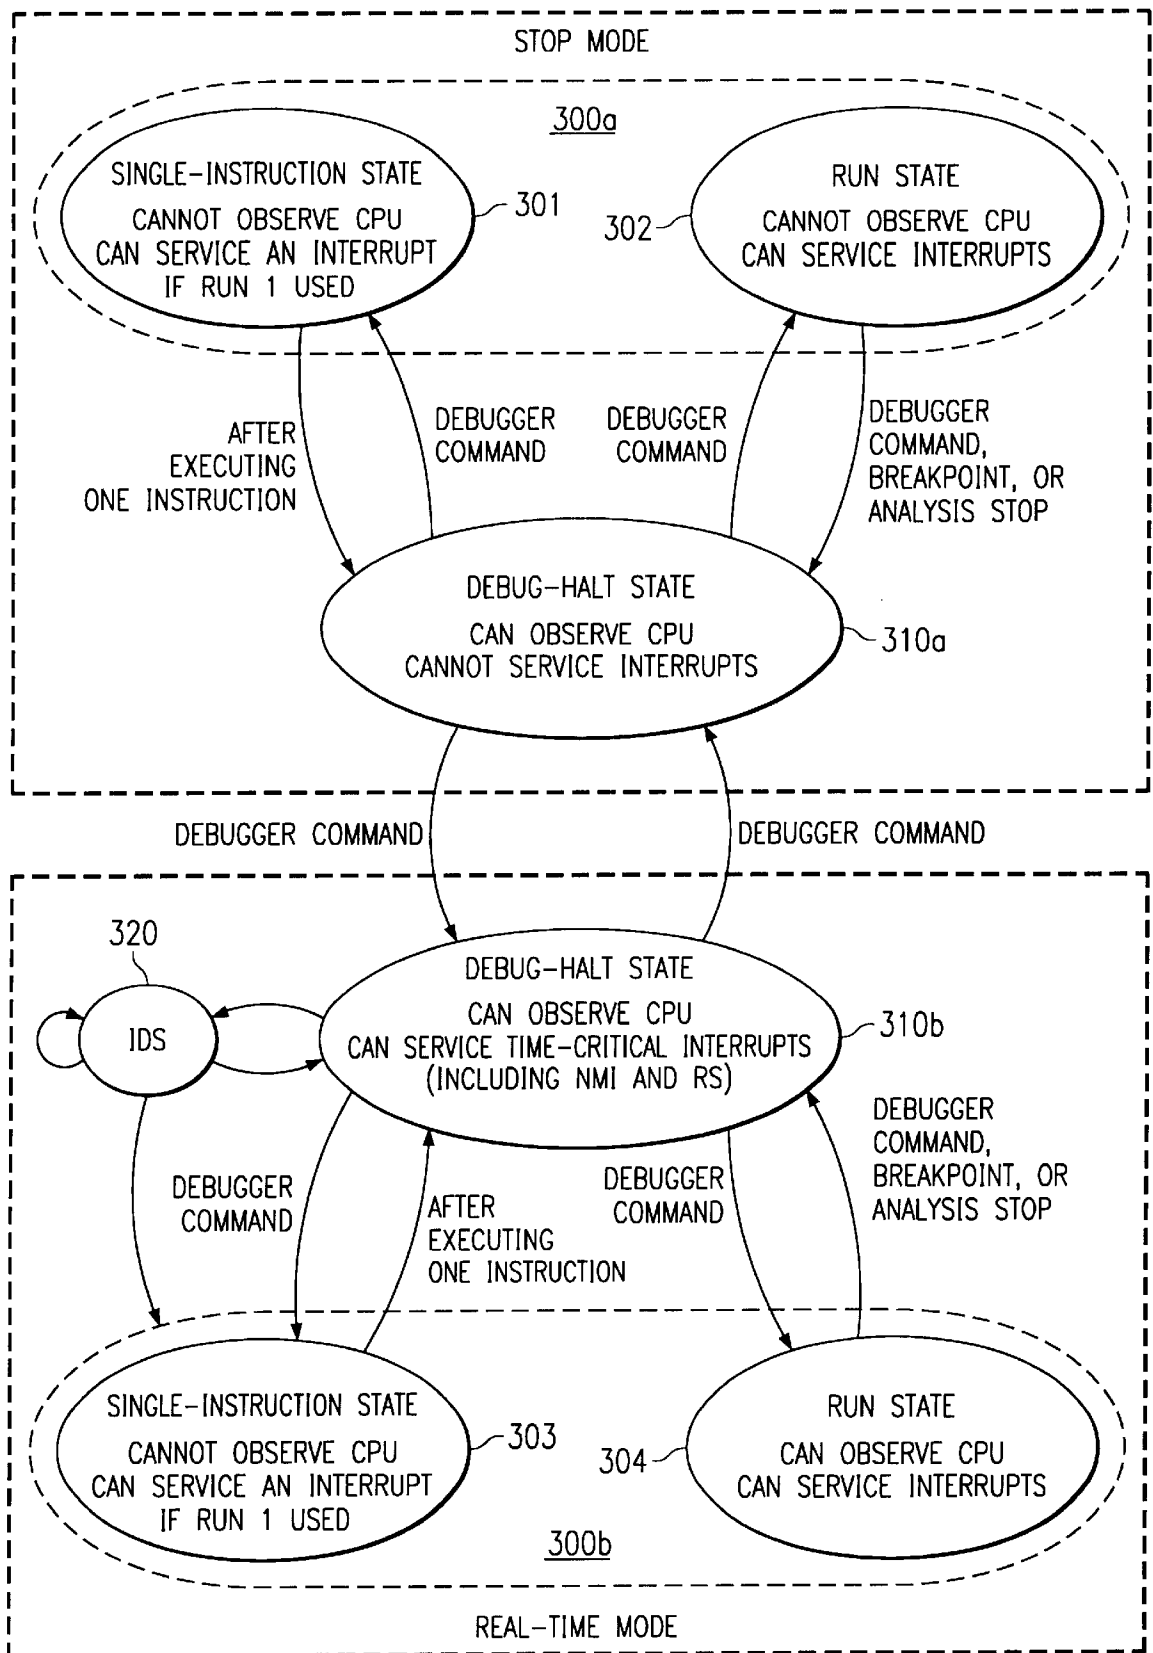 STOP MODE
300a
SINGLE-INSTRUCTION STATE
CANNOT OBSERVE CPU
CAN SERVICE AN INTERRUPT
IF RUN 1 USED
301
302
RUN STATE
CANNOT OBSERVE CPU
CAN SERVICE INTERRUPTS
AFTER
EXECUTING
ONE INSTRUCTION
DEBUGGER
COMMAND
DEBUGGER
COMMAND
DEBUGGER
COMMAND,
BREAKPOINT, OR
ANALYSIS STOP
DEBUG-HALT STATE
CAN OBSERVE CPU
CANNOT SERVICE INTERRUPTS
310a
DEBUGGER COMMAND
DEBUGGER COMMAND
320
IDS
DEBUG-HALT STATE
CAN OBSERVE CPU
CAN SERVICE TIME-CRITICAL INTERRUPTS
(INCLUDING NMI AND RS)
310b
DEBUGGER
COMMAND
AFTER
EXECUTING
ONE INSTRUCTION
DEBUGGER
COMMAND
DEBUGGER
COMMAND,
BREAKPOINT, OR
ANALYSIS STOP
SINGLE-INSTRUCTION STATE
CANNOT OBSERVE CPU
CAN SERVICE AN INTERRUPT
IF RUN 1 USED
303
304
RUN STATE
CAN OBSERVE CPU
CAN SERVICE INTERRUPTS
300b
REAL-TIME MODE